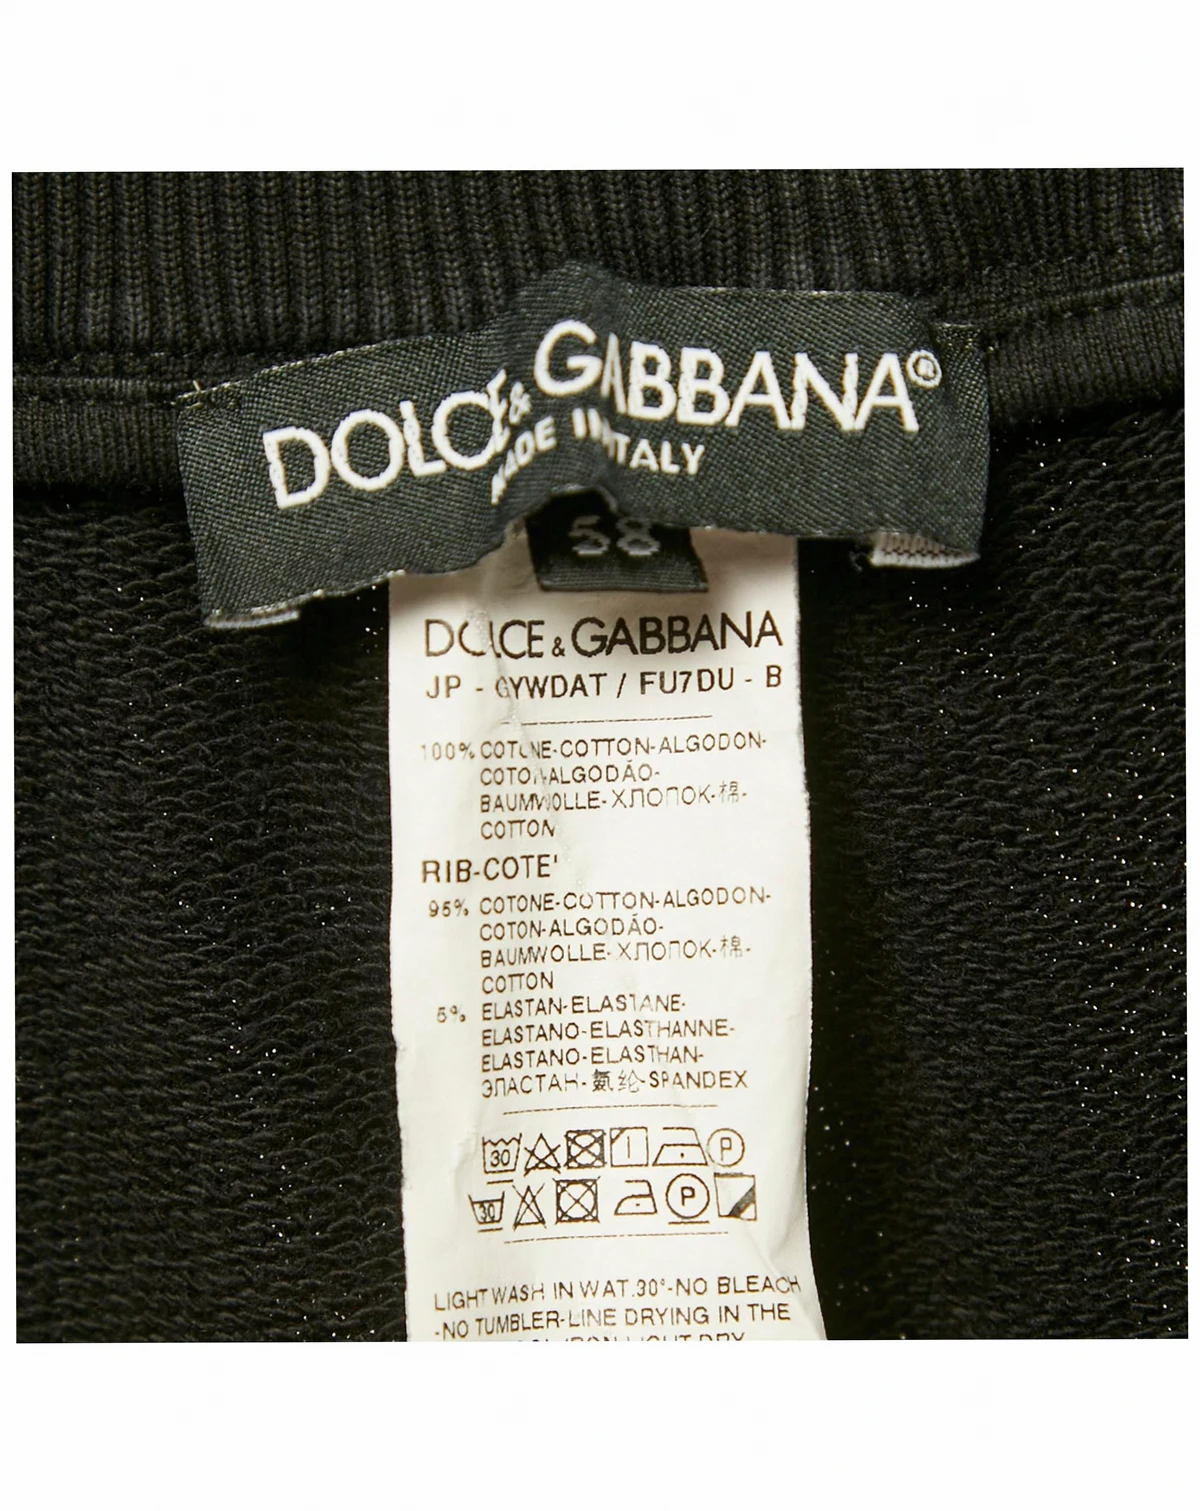 DOLCE & GABBANA®
MADE IN ITALY
58
DOLCE & GABBANA
JP - GYWDAT / FU7DU - B
100% COTONE-COTTON-ALGODON-
COTON-ALGODÃO-
BAUMWOLLE-ХЛОПОК-棉-
COTTON
RIB-COTE'
95% COTONE-COTTON-ALGODON-
COTON-ALGODÃO-
BAUMWOLLE-ХЛОПОК-棉-
COTTON
5% ELASTAN-ELASTANE-
ELASTANO-ELASTHANNE-
ELASTANO-ELASTHAN-
ЭЛАСТАН-氨纶-SPANDEX
30 P
30 P
LIGHT WASH IN WAT.30°-NO BLEACH
-NO TUMBLER-LINE DRYING IN THE
IRON LIGHT DRY